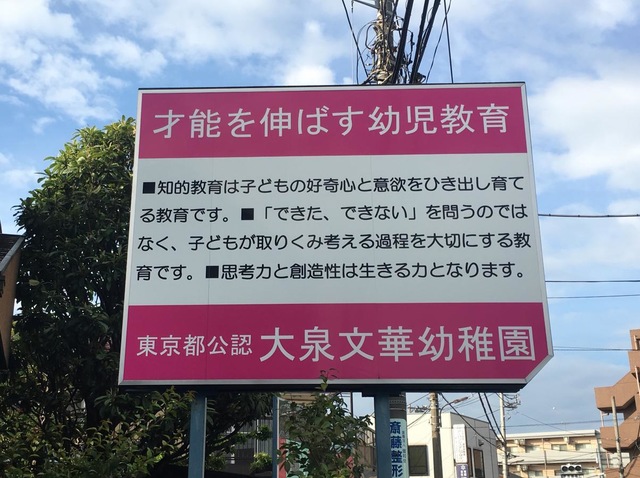 才能を伸ばす幼児教育
■知的教育は子どもの好奇心と意欲をひき出し育て
る教育です。■「できた、できない」を問うのでは
なく、子どもが取りくみ考える過程を大切にする教
育です。■思考力と創造性は生きる力となります。
東京都公認 大泉文華幼稚園
斎藤整形